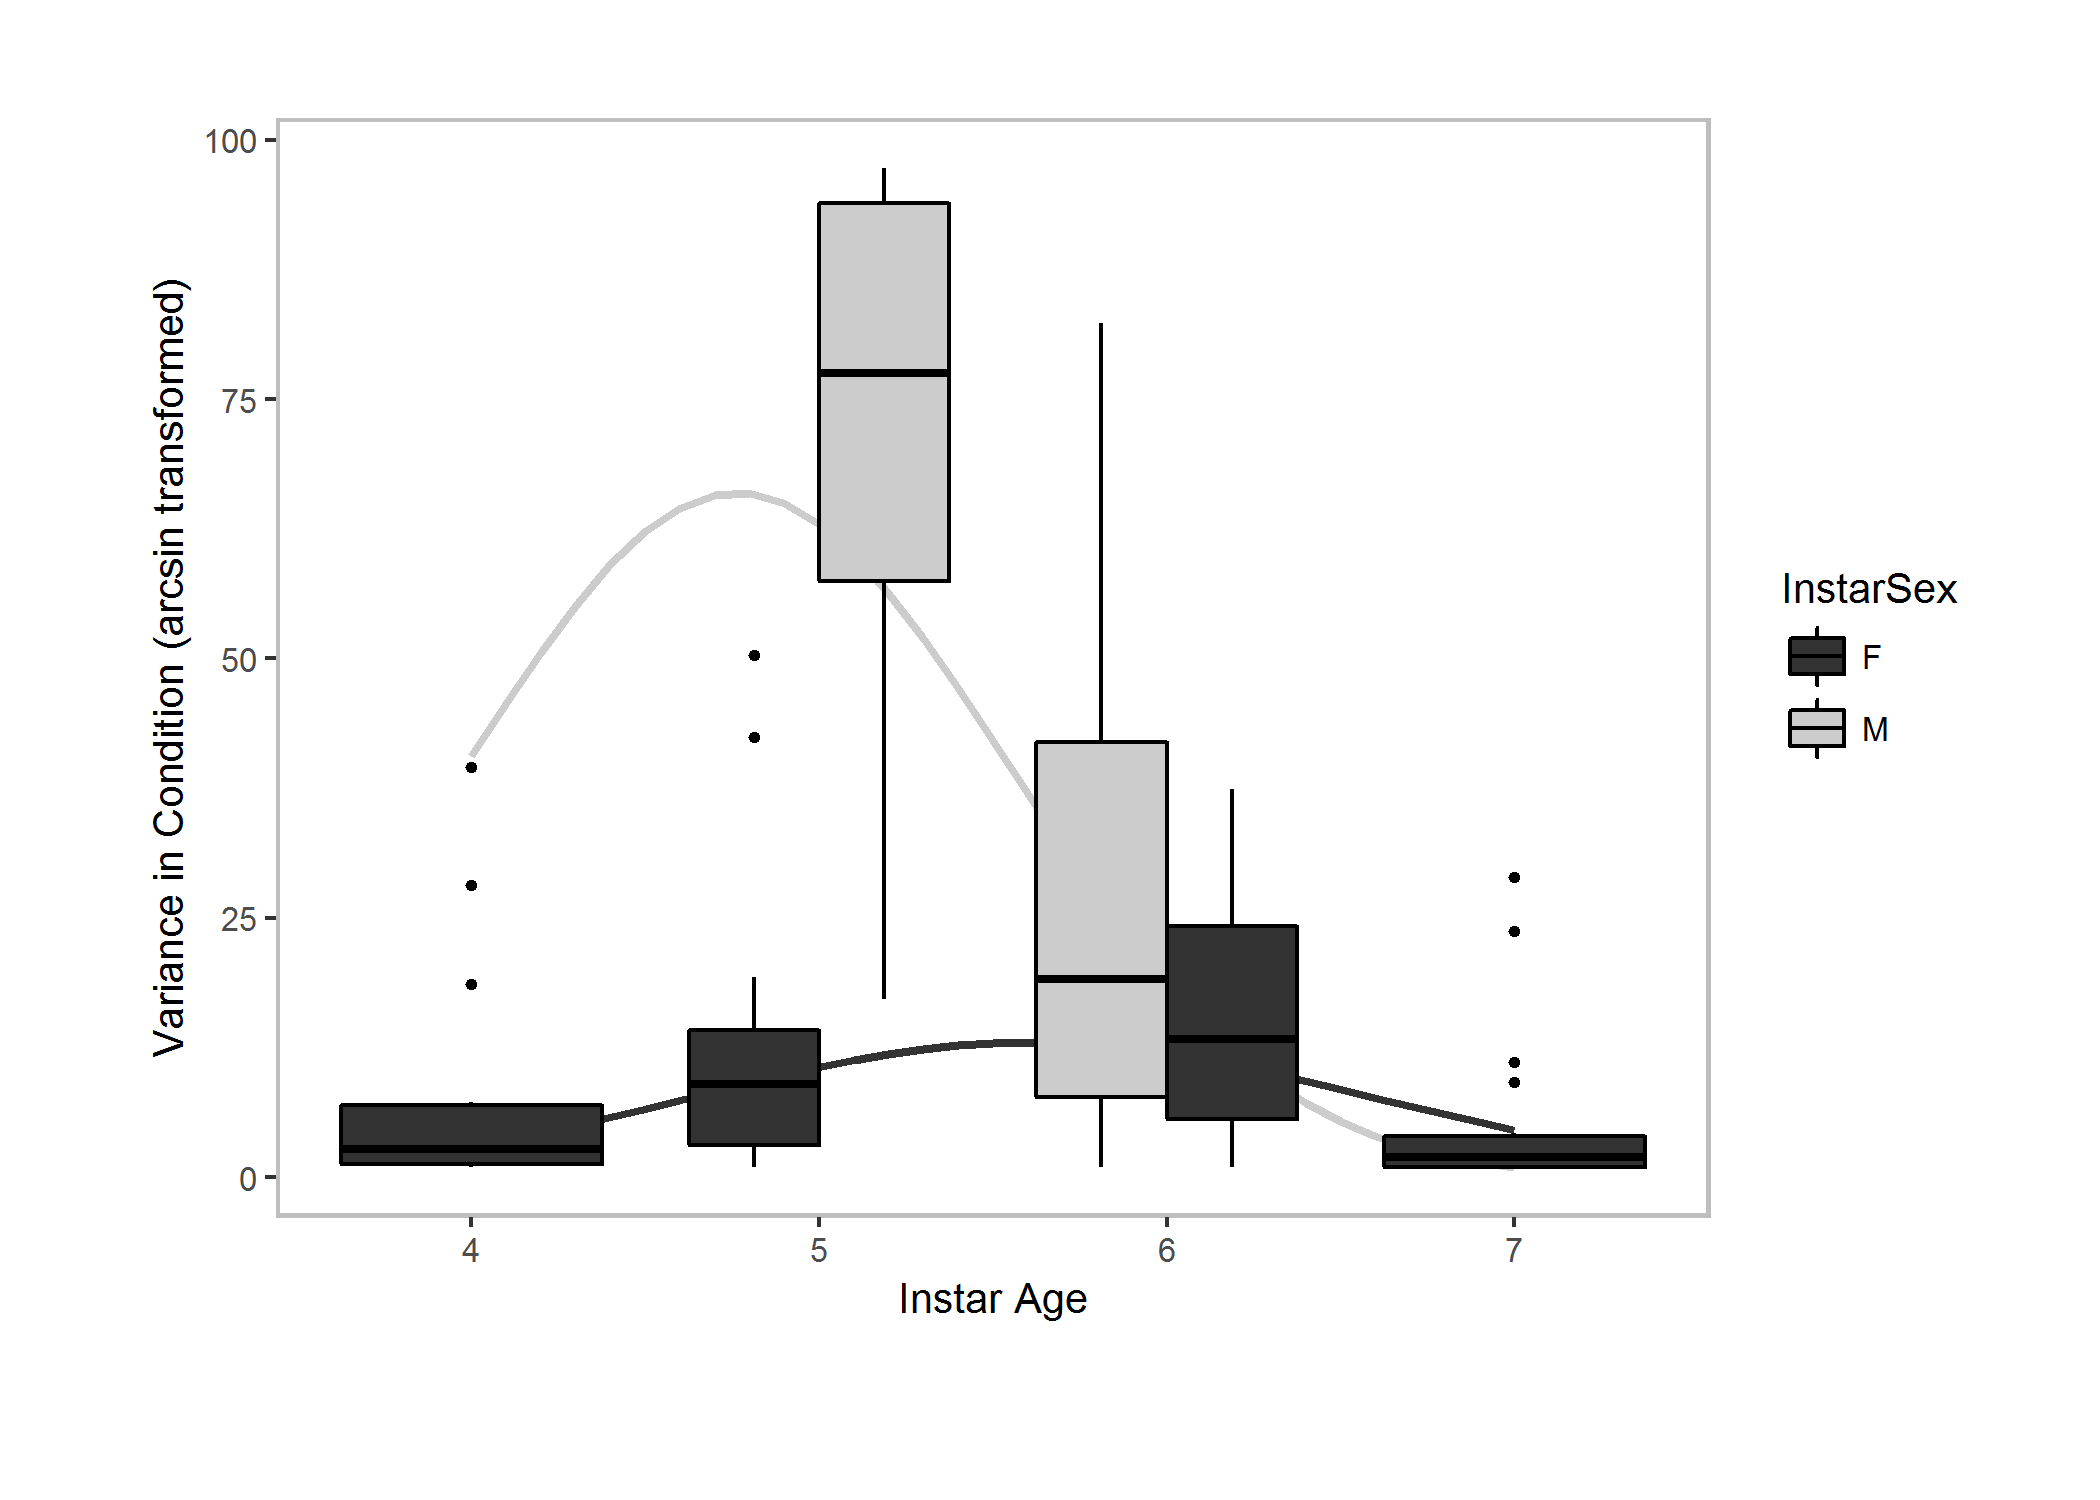 Variance in Condition (arcsin transformed)
100
75
50
25
0
4 5 6 7
Instar Age
InstarSex
F
M